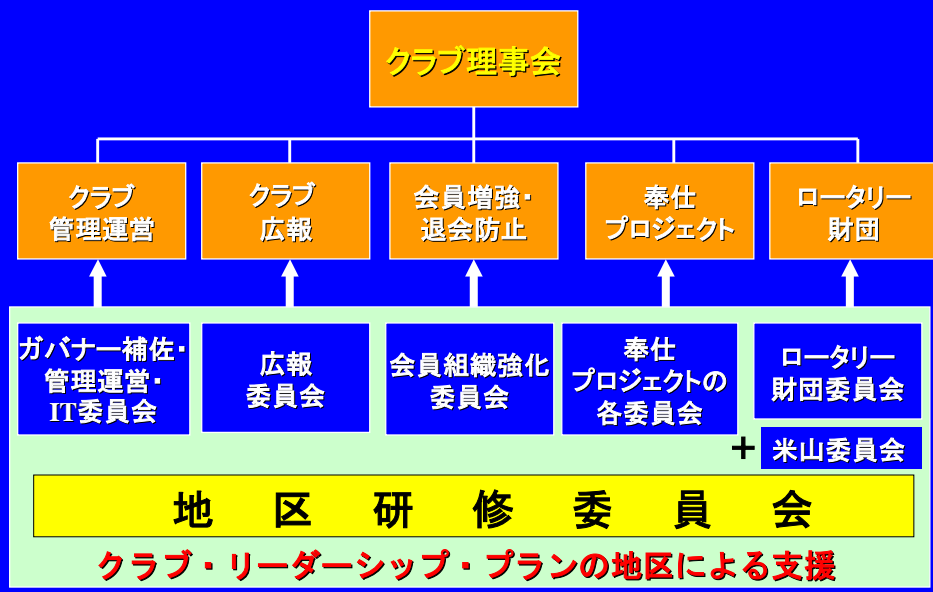 クラブ理事会
クラブ
管理運営
クラブ
広報
会員増強・
退会防止
奉仕
プロジェクト
ロータリー
財団
ガバナー補佐・
管理運営・
IT委員会
広報
委員会
会員組織強化
委員会
奉仕
プロジェクトの
各委員会
ロータリー
財団委員会
+
米山委員会
地区研修委員会
クラブ・リーダーシップ・プランの地区による支援